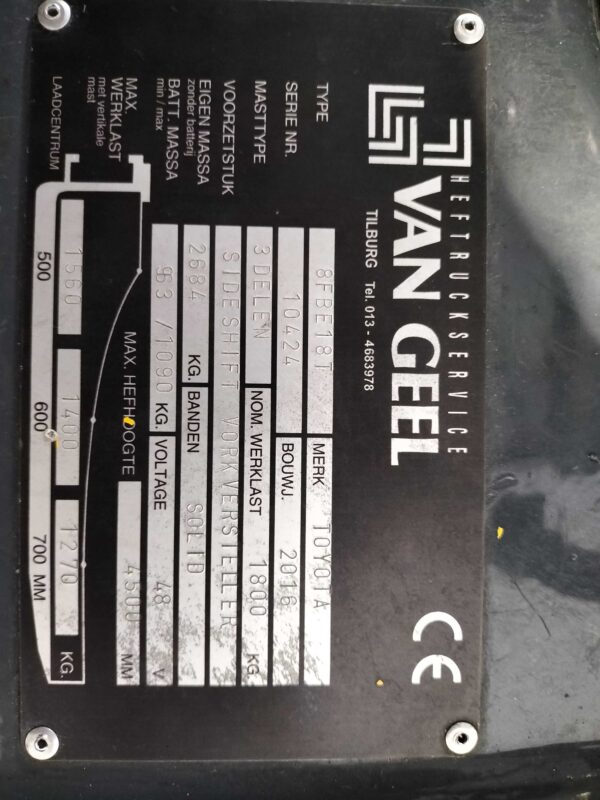 HEFTRUCKSERVICE
VAN GEEL
TILBURG Tel. 013 - 4683978
CE
TYPE 8FBE18T MERK TOYOTA
SERIE NR. 10424 BOUWJ. 2016
MASTTYPE 3 DELEN NOM. WERKLAST 1800 KG
VOORZETSTUK SIDESHIFT VORKVERSTELLER
EIGEN MASSA 2684 KG. BANDEN SOLID
zonder batterij
BATT. MASSA 963 /1090 KG. VOLTAGE 48 V
min / max
MAX. MAX. HEFHOOGTE 4500 MM
WERKLAST
met vertikale
mast
1560 1400 1270 KG.
LAADCENTRUM 500 600 700 MM